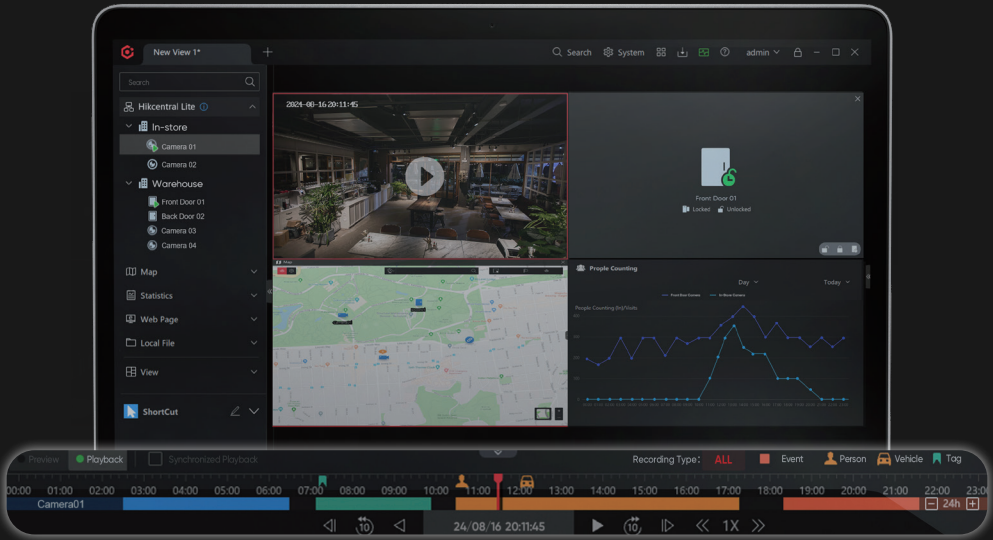 New View 1*
Search
System
admin
Search
Hikcentral Lite
In-store
Camera 01
Camera 02
Warehouse
Front Door 01
Back Door 02
Camera 03
Camera 04
Map
Statistics
Web Page
Local File
View
ShortCut
2024-08-16 20:11:45
Front Door 01
Locked Unlocked
Prople Counting
Day Today
People Counting [In]/Visits
Preview Playback Synchronized Playback
Recording Type: ALL Event Person Vehicle Tag
00:00 01:00 02:00 03:00 04:00 05:00 06:00 07:00 08:00 09:00 10:00 11:00 12:00 13:00 14:00 15:00 16:00 17:00 18:00 19:00 20:00 21:00 22:00 23:00
Camera01
24h
10 24/08/16 20:11:45 10 1X